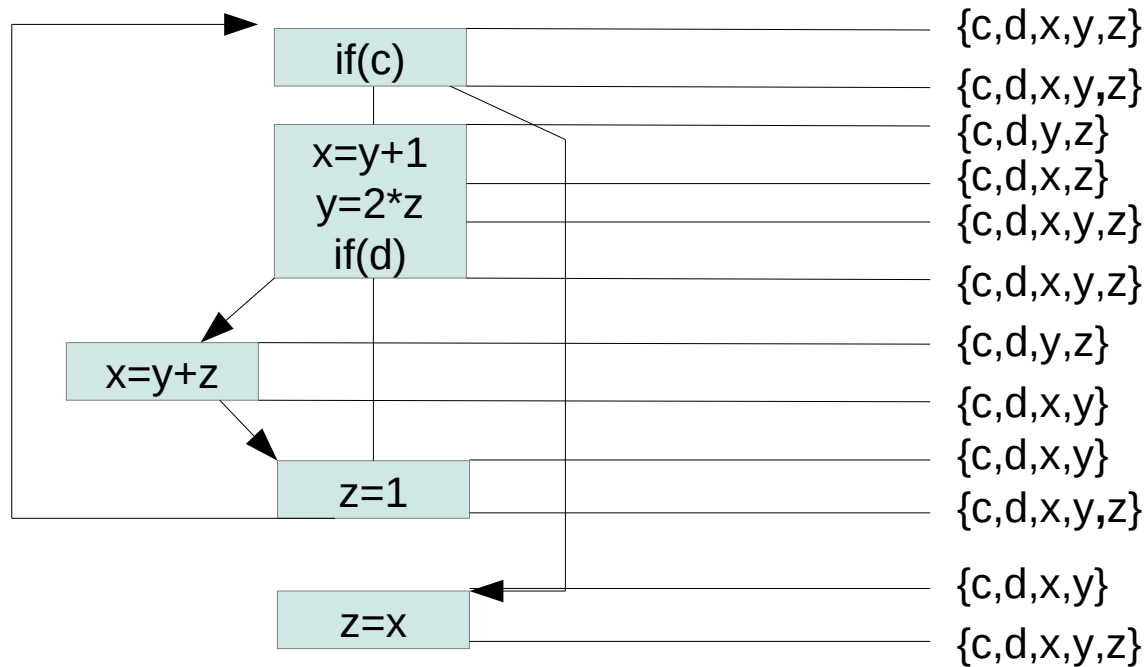 if(c)
x=y+1
y=2*z
if(d)
x=y+z
z=1
z=x
{c,d,x,y,z}
{c,d,x,y,z}
{c,d,y,z}
{c,d,x,z}
{c,d,x,y,z}
{c,d,x,y,z}
{c,d,y,z}
{c,d,x,y}
{c,d,x,y}
{c,d,x,y,z}
{c,d,x,y}
{c,d,x,y,z}